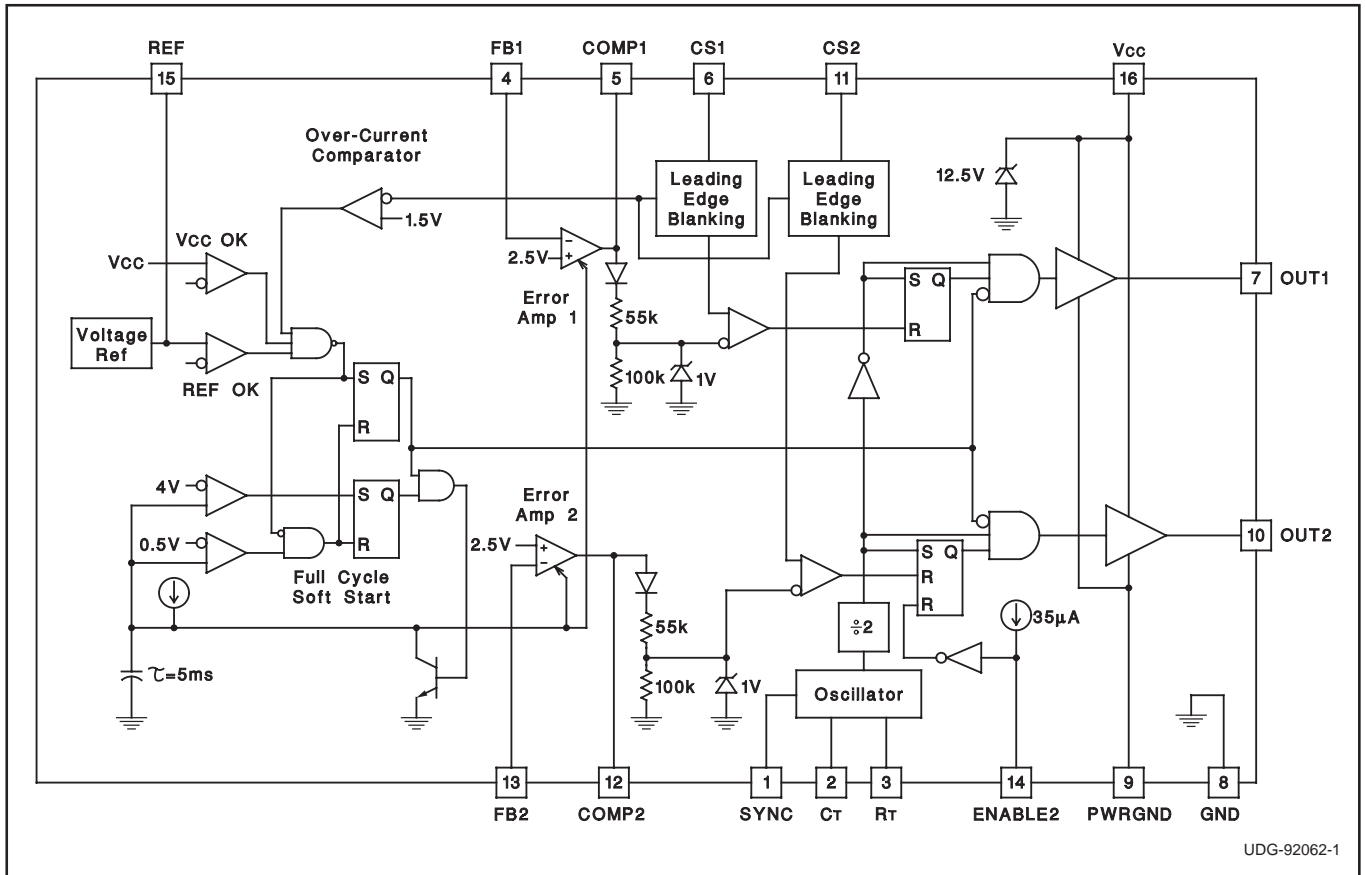 REF
FB1
COMP1
CS1
CS2
VCC
15
4
5
6
11
16
Over-Current
Comparator
1.5V
Leading
Edge
Blanking
Leading
Edge
Blanking
12.5V
VCC OK
VCC
2.5V
Error
Amp 1
Voltage
Ref
REF OK
55k
100k
1V
S Q
R
7
OUT1
S Q
R
4V
0.5V
S Q
R
Full Cycle
Soft Start
Error
Amp 2
2.5V
55k
100k
1V
S Q
R
R
10
OUT2
÷2
35µA
τ=5ms
Oscillator
13
12
1
2
3
14
9
8
FB2
COMP2
SYNC
CT
RT
ENABLE2
PWRGND
GND
UDG-92062-1